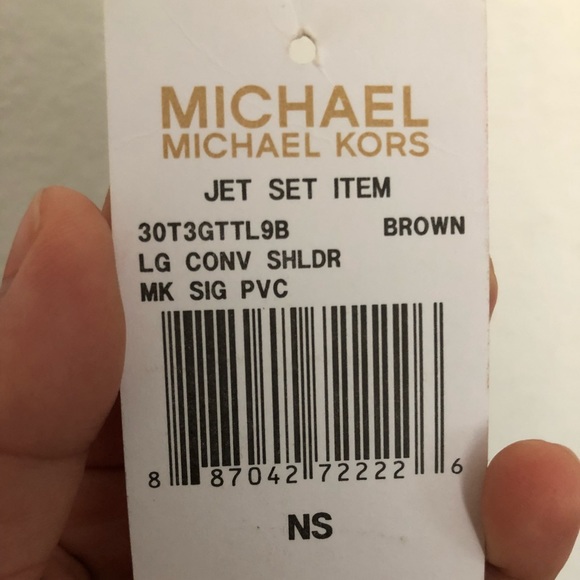 MICHAEL
MICHAEL KORS
JET SET ITEM
30T3GTTL9B BROWN
LG CONV SHLDR
MK SIG PVC
8 87042 72222 6
NS